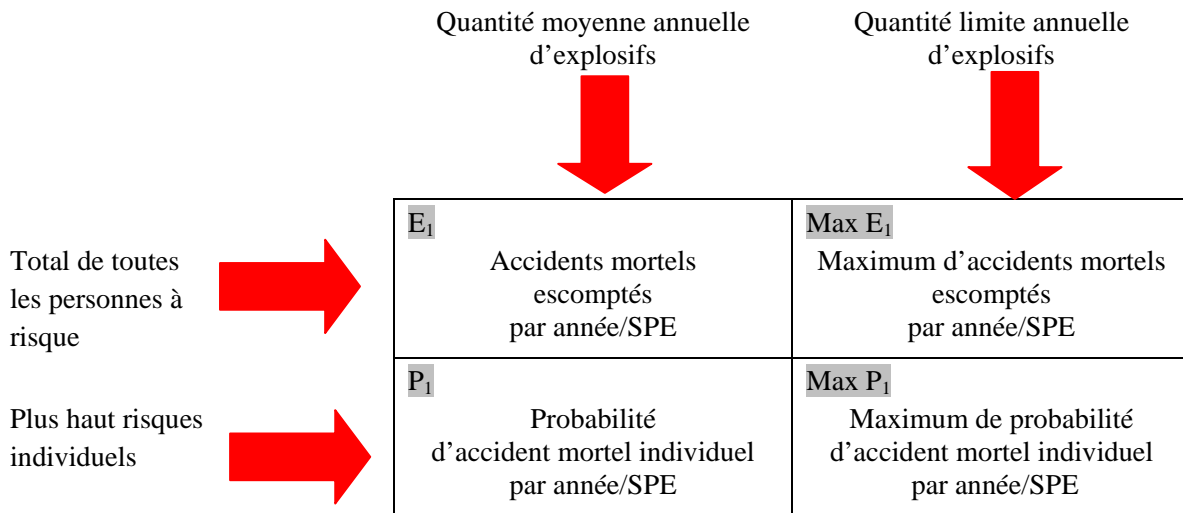 Quantité moyenne annuelle
d’explosifs
Quantité limite annuelle
d’explosifs
Total de toutes
les personnes à
risque
E₁
Accidents mortels
escomptés
par année/SPE
Max E₁
Maximum d’accidents mortels
escomptés
par année/SPE
Plus haut risques
individuels
P₁
Probabilité
d’accident mortel individuel
par année/SPE
Max P₁
Maximum de probabilité
d’accident mortel individuel
par année/SPE